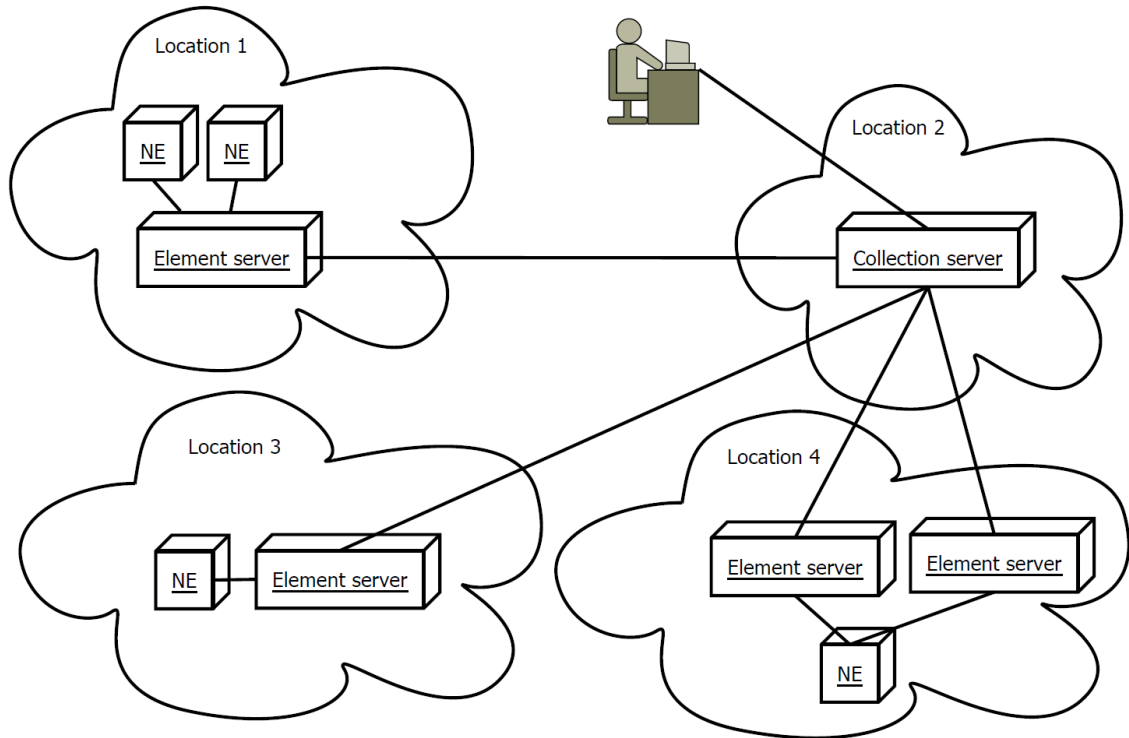 Location 1
NE
NE
Element server
Location 2
Collection server
Location 3
NE
Element server
Location 4
Element server
Element server
NE